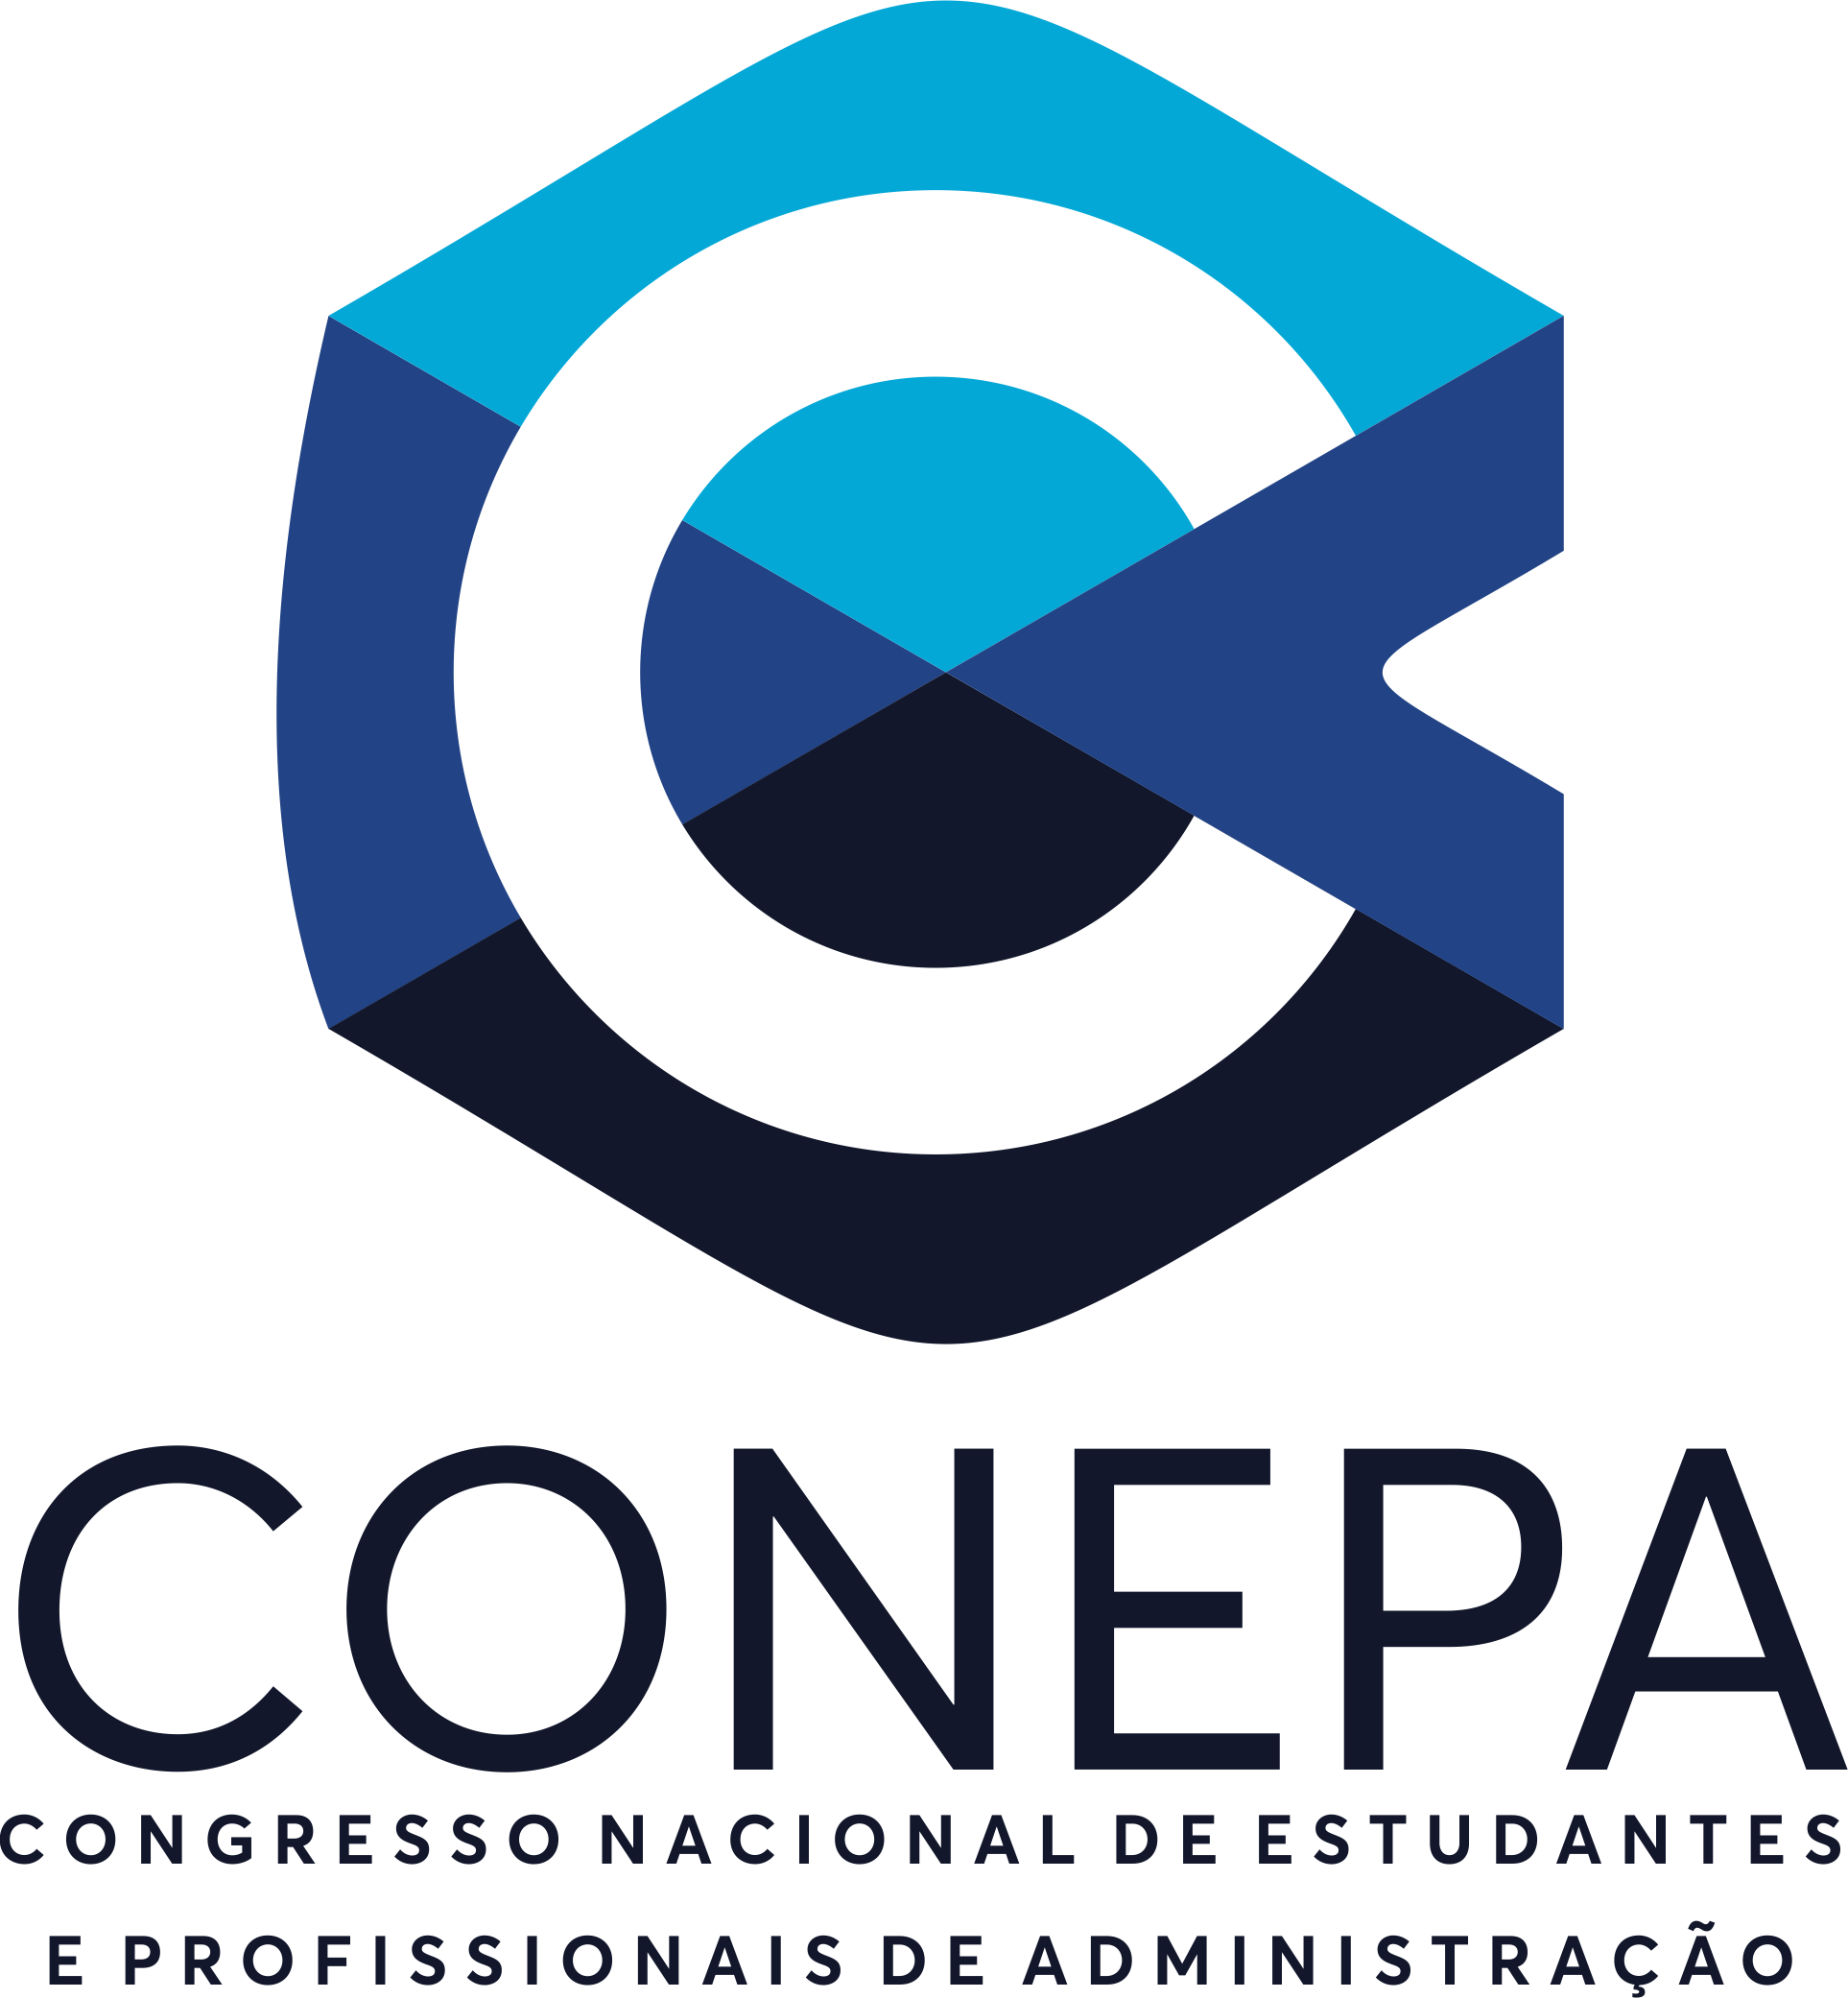 CONEPA
CONGRESSO NACIONAL DE ESTUDANTES
E PROFISSIONAIS DE ADMINISTRAÇÃO